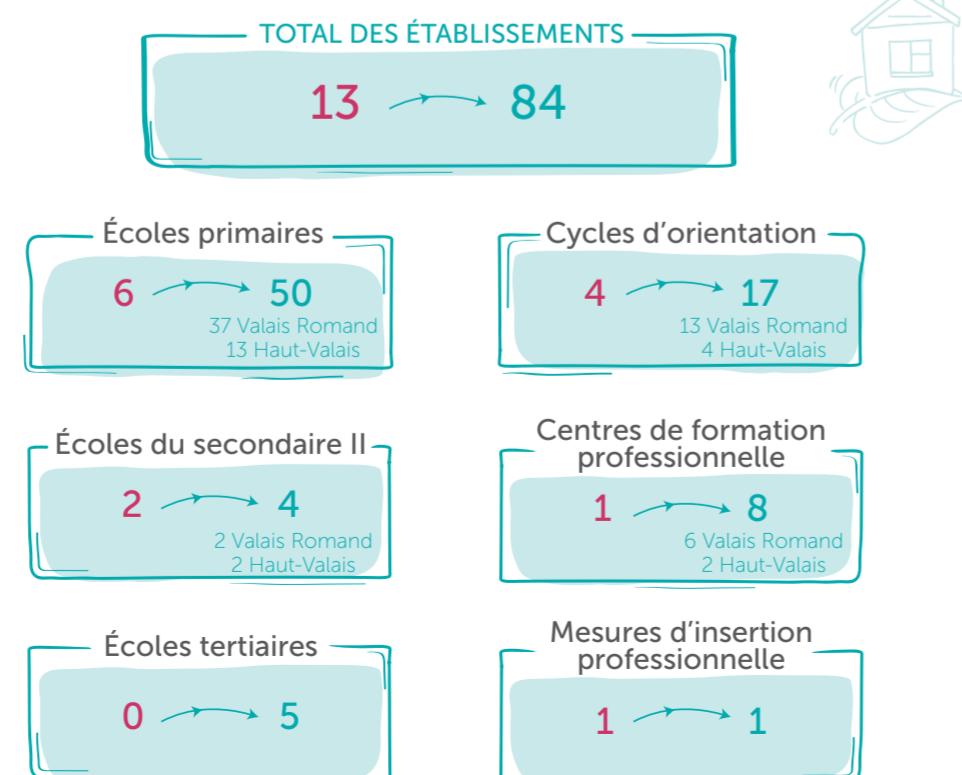 TOTAL DES ÉTABLISSEMENTS
13 84
Écoles primaires
6 50
37 Valais Romand
13 Haut-Valais
Cycles d'orientation
4 17
13 Valais Romand
4 Haut-Valais
Écoles du secondaire II
2 4
2 Valais Romand
2 Haut-Valais
Centres de formation
professionnelle
1 8
6 Valais Romand
2 Haut-Valais
Écoles tertiaires
0 5
Mesures d'insertion
professionnelle
1 1